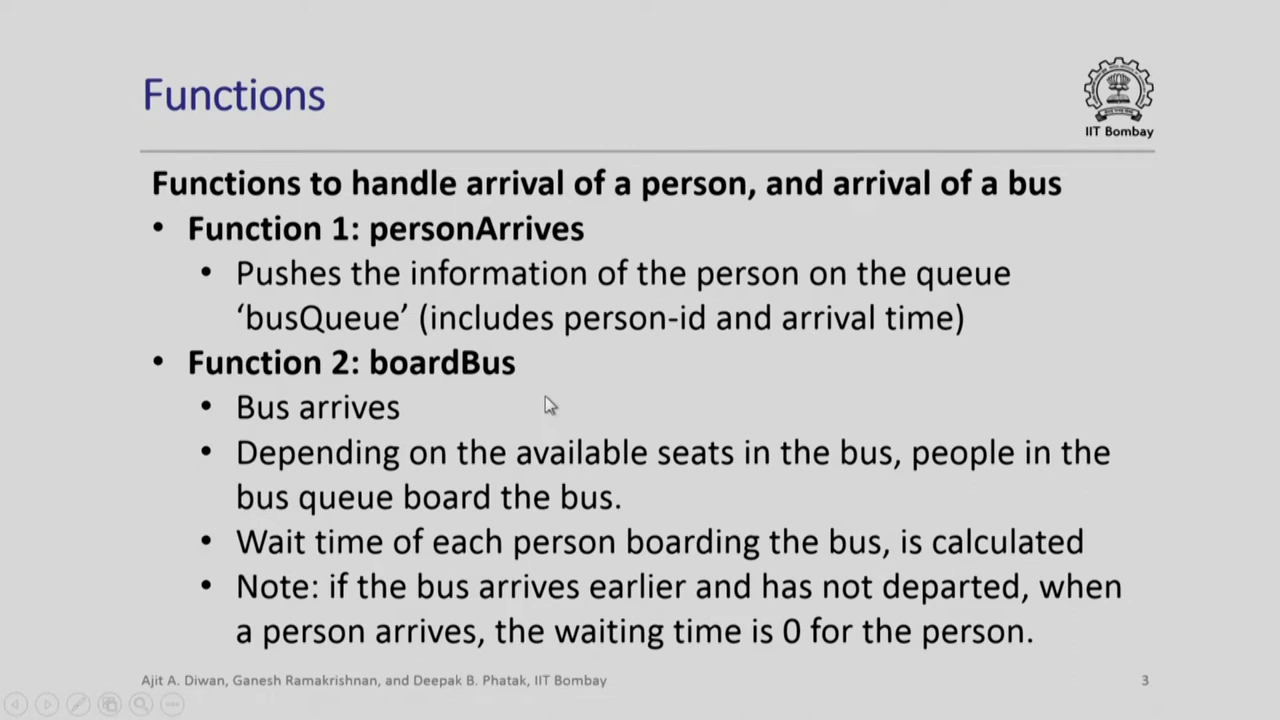 Functions
IIT Bombay
Functions to handle arrival of a person, and arrival of a bus
• Function 1: personArrives
• Pushes the information of the person on the queue
‘busQueue’ (includes person-id and arrival time)
• Function 2: boardBus
• Bus arrives
• Depending on the available seats in the bus, people in the
bus queue board the bus.
• Wait time of each person boarding the bus, is calculated
• Note: if the bus arrives earlier and has not departed, when
a person arrives, the waiting time is 0 for the person.
Ajit A. Diwan, Ganesh Ramakrishnan, and Deepak B. Phatak, IIT Bombay
3